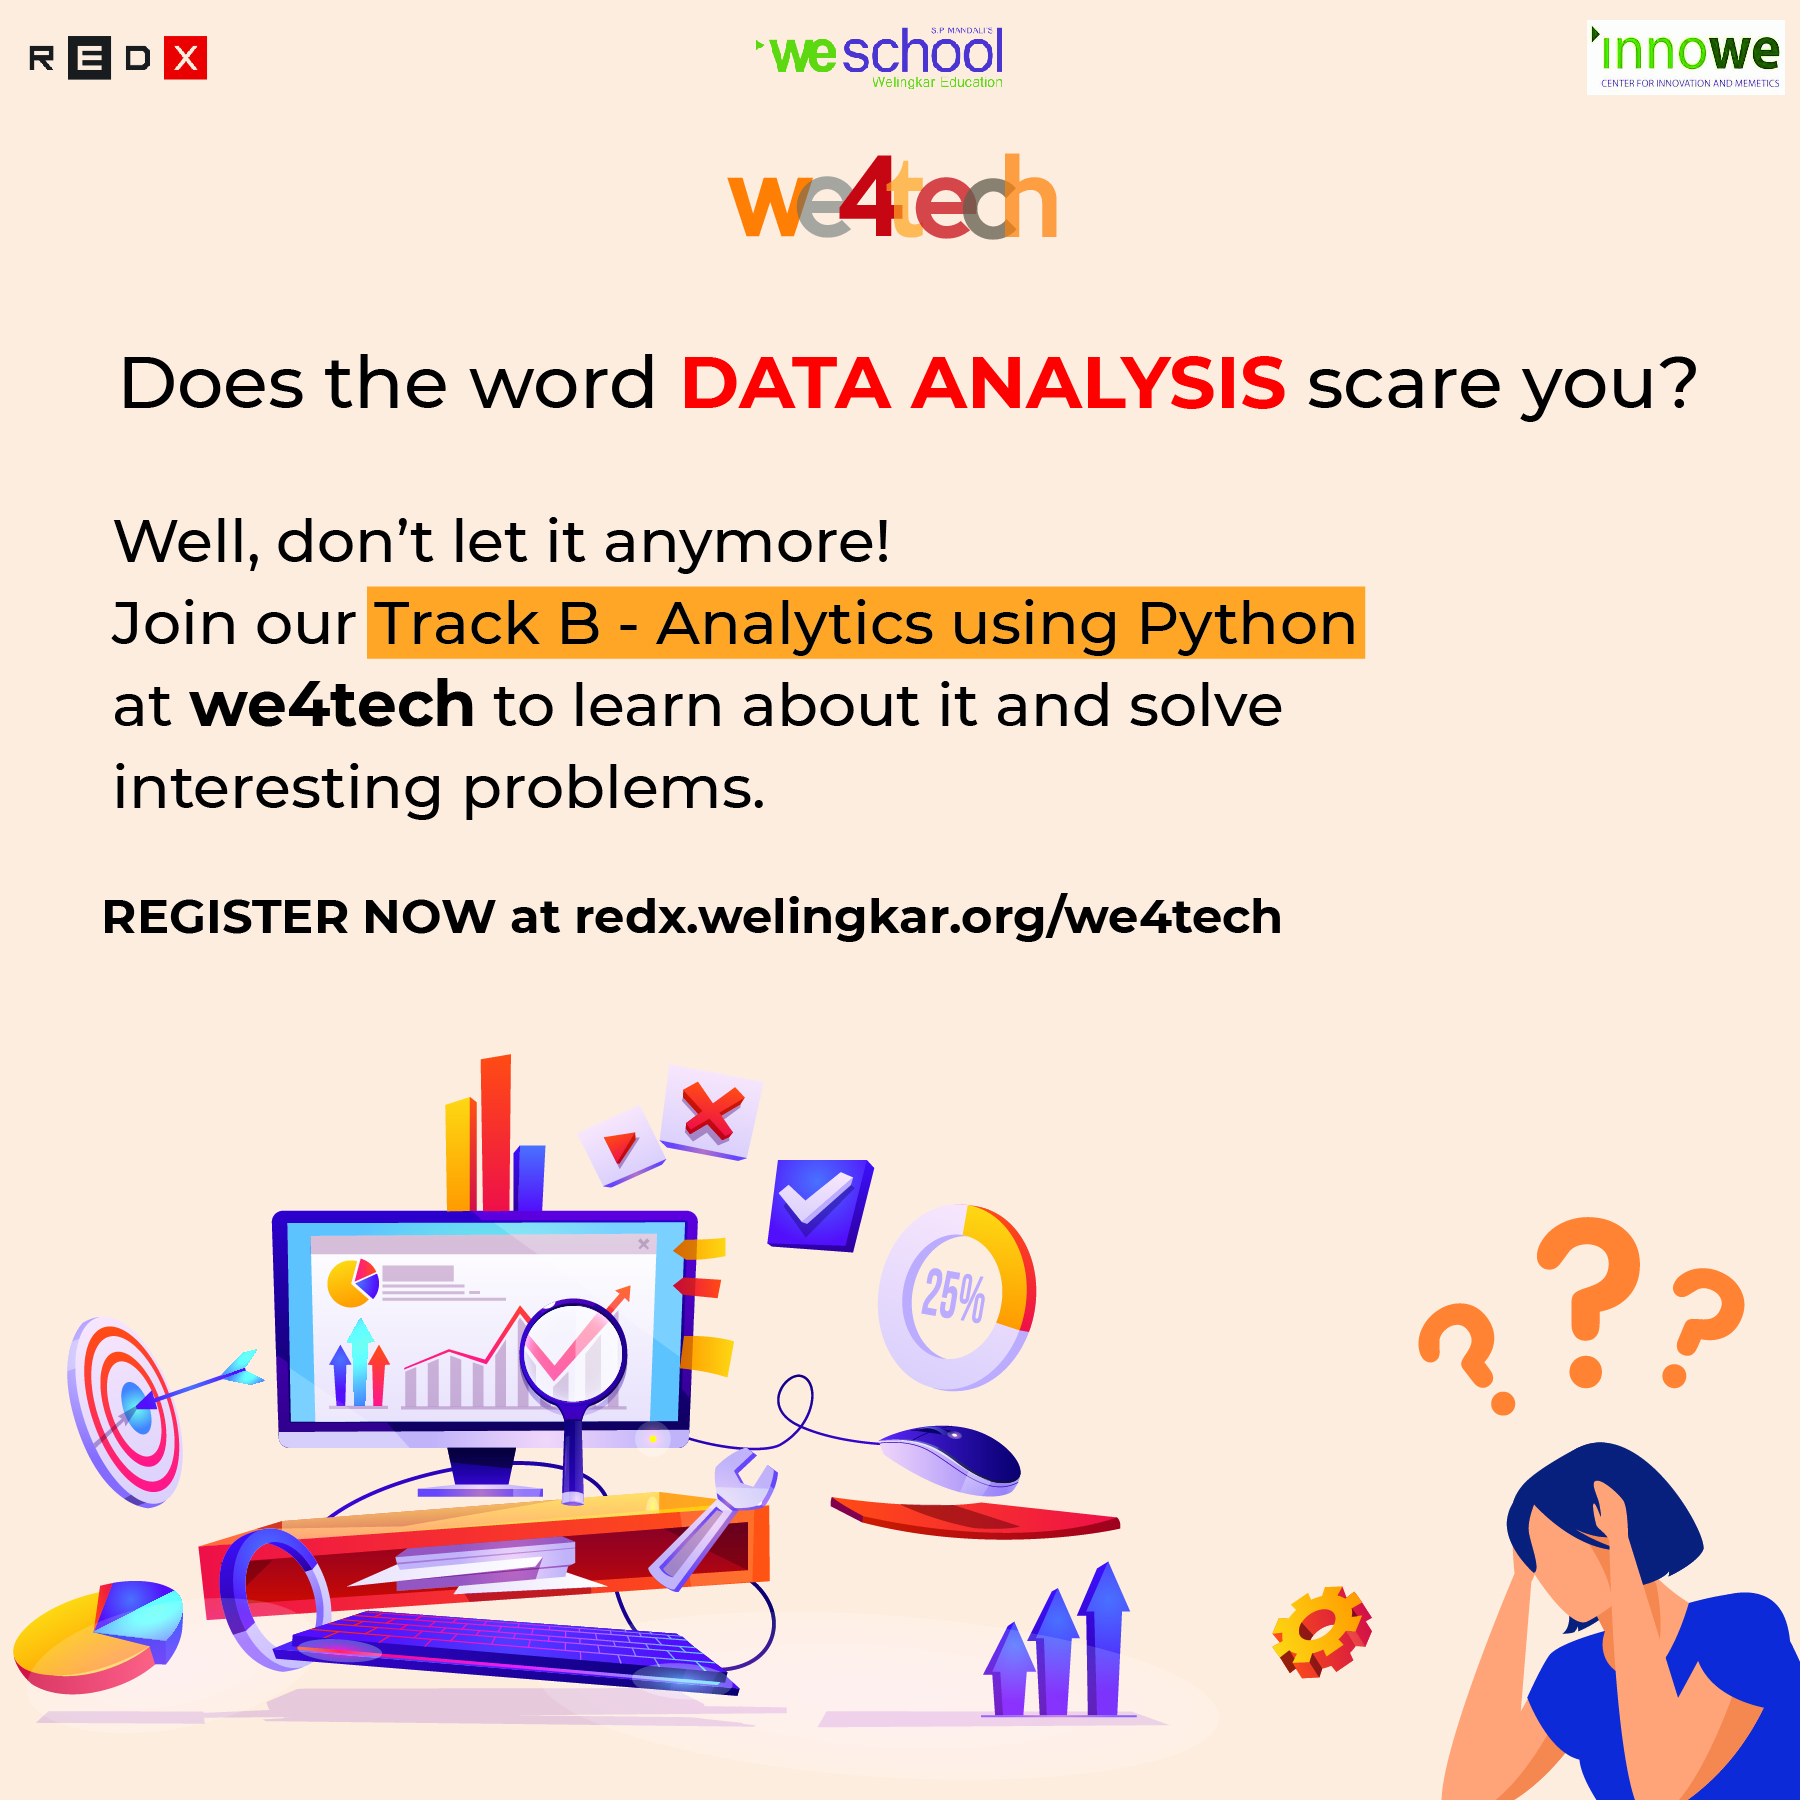 REDX
S.P. MANDALI'S
we school
Welingkar Education
innowe
CENTER FOR INNOVATION AND MEMETICS
we4tech
Does the word DATA ANALYSIS scare you?
Well, don't let it anymore!
Join our Track B - Analytics using Python
at we4tech to learn about it and solve
interesting problems.
REGISTER NOW at redx.welingkar.org/we4tech
25%